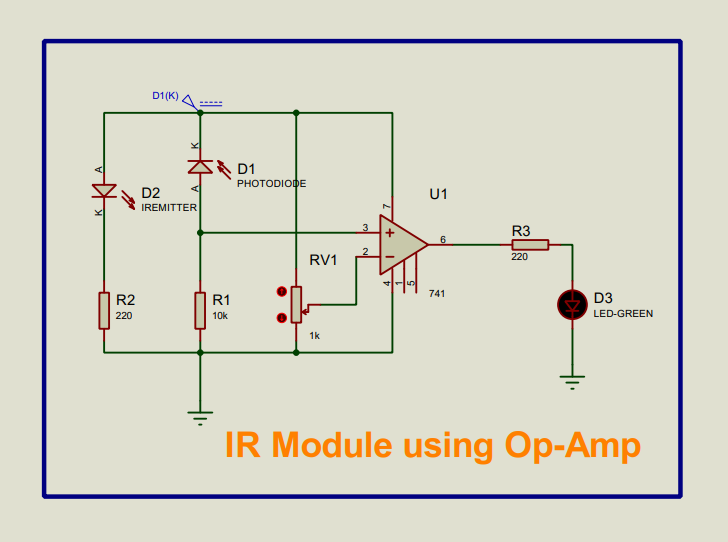 D1(K)
A
K
D2
IREMITTER
K
A
D1
PHOTODIODE
U1
7
3
2
6
4
1
5
741
R3
220
RV1
1k
R2
220
R1
10k
D3
LED-GREEN
IR Module using Op-Amp